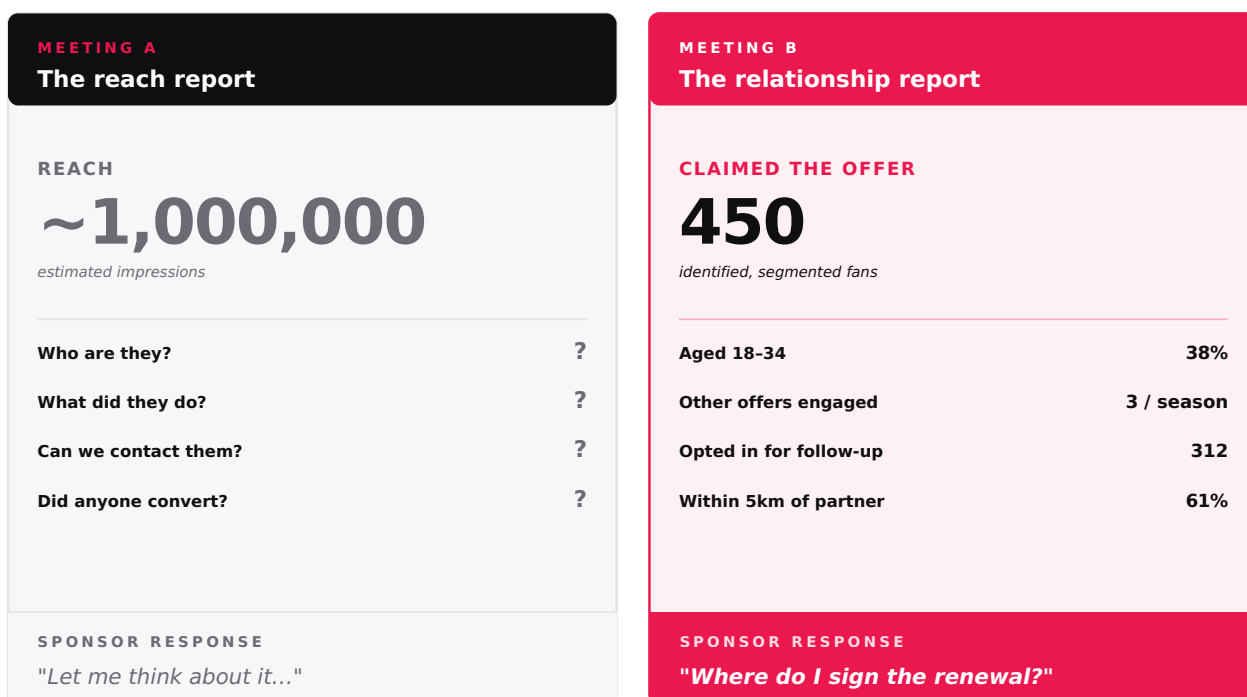 MEETING A
The reach report
REACH
~1,000,000
estimated impressions
Who are they? ?
What did they do? ?
Can we contact them? ?
Did anyone convert? ?
SPONSOR RESPONSE
"Let me think about it…"
MEETING B
The relationship report
CLAIMED THE OFFER
450
identified, segmented fans
Aged 18–34 38%
Other offers engaged 3 / season
Opted in for follow-up 312
Within 5km of partner 61%
SPONSOR RESPONSE
"Where do I sign the renewal?"